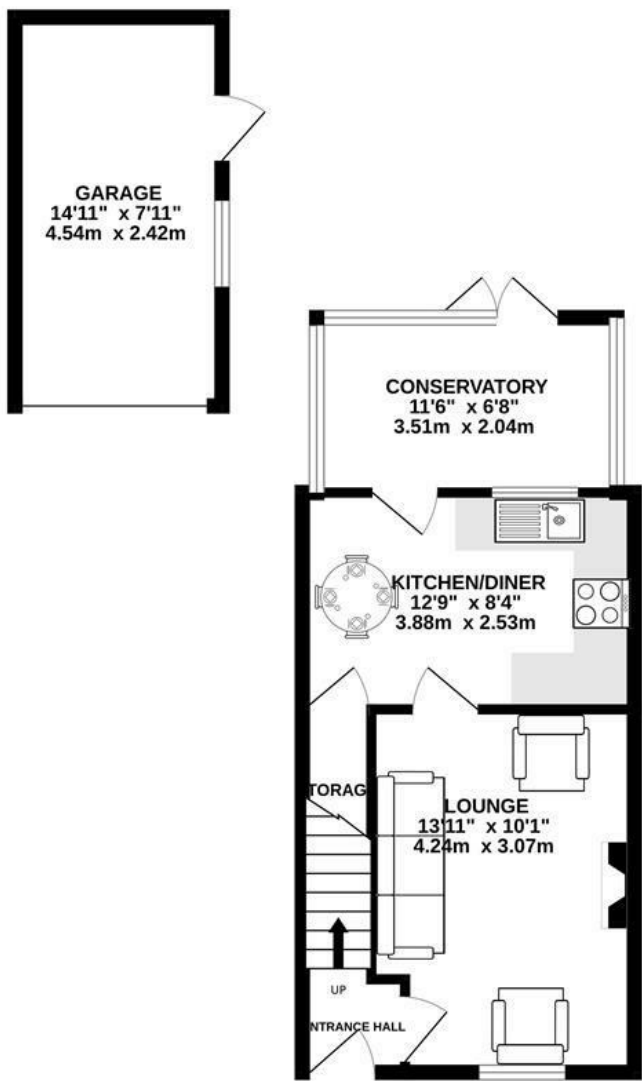 GARAGE
14'11" x 7'11"
4.54m x 2.42m
CONSERVATORY
11'6" x 6'8"
3.51m x 2.04m
KITCHEN/DINER
12'9" x 8'4"
3.88m x 2.53m
TORAG
LOUNGE
13'11" x 10'1"
4.24m x 3.07m
UP
NTRANCE HALL